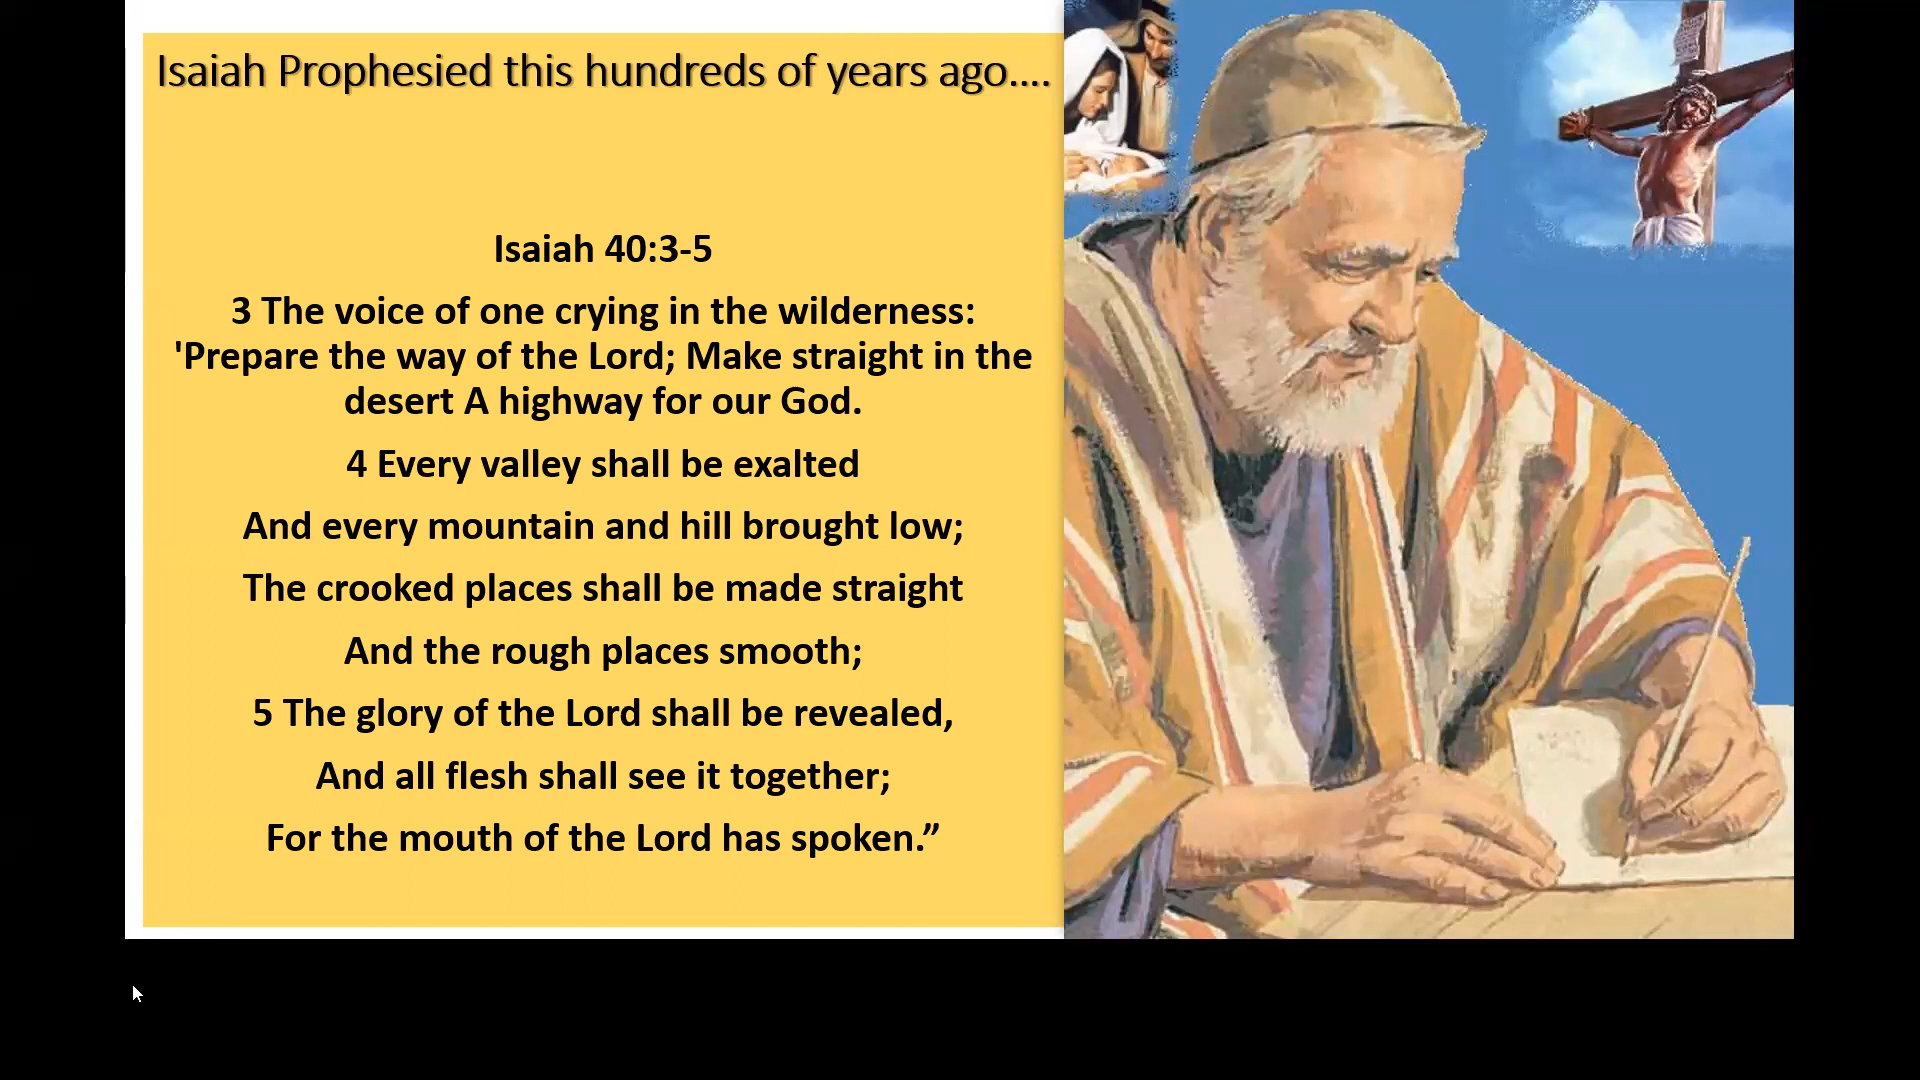 Isaiah Prophesied this hundreds of years ago....
Isaiah 40:3-5
3 The voice of one crying in the wilderness:
'Prepare the way of the Lord; Make straight in the
desert A highway for our God.
4 Every valley shall be exalted
And every mountain and hill brought low;
The crooked places shall be made straight
And the rough places smooth;
5 The glory of the Lord shall be revealed,
And all flesh shall see it together;
For the mouth of the Lord has spoken.”